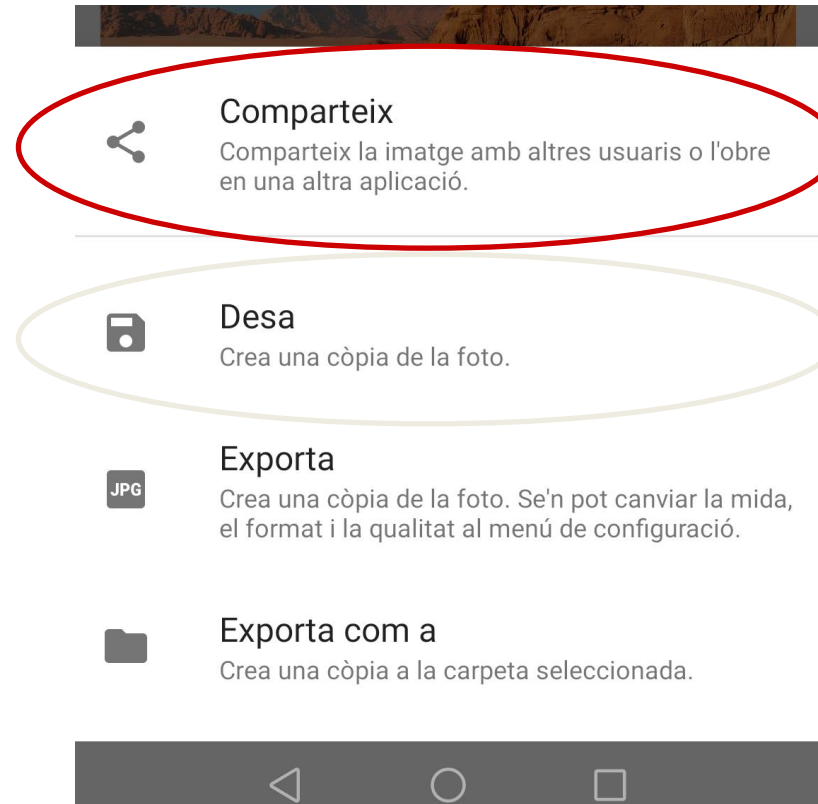 Comparteix
Comparteix la imatge amb altres usuaris o l'obre
en una altra aplicació.
Desa
Crea una còpia de la foto.
JPG
Exporta
Crea una còpia de la foto. Se'n pot canviar la mida,
el format i la qualitat al menú de configuració.
Exporta com a
Crea una còpia a la carpeta seleccionada.